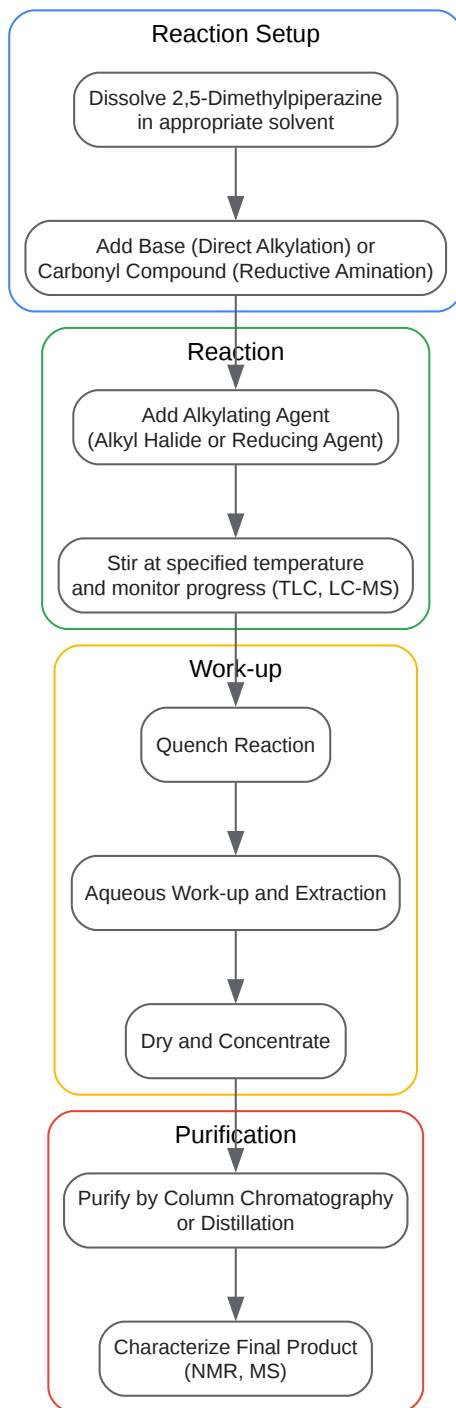 Reaction Setup
Dissolve 2,5-Dimethylpiperazine
in appropriate solvent
Add Base (Direct Alkylation) or
Carbonyl Compound (Reductive Amination)
Reaction
Add Alkylating Agent
(Alkyl Halide or Reducing Agent)
Stir at specified temperature
and monitor progress (TLC, LC-MS)
Work-up
Quench Reaction
Aqueous Work-up and Extraction
Dry and Concentrate
Purification
Purify by Column Chromatography
or Distillation
Characterize Final Product
(NMR, MS)